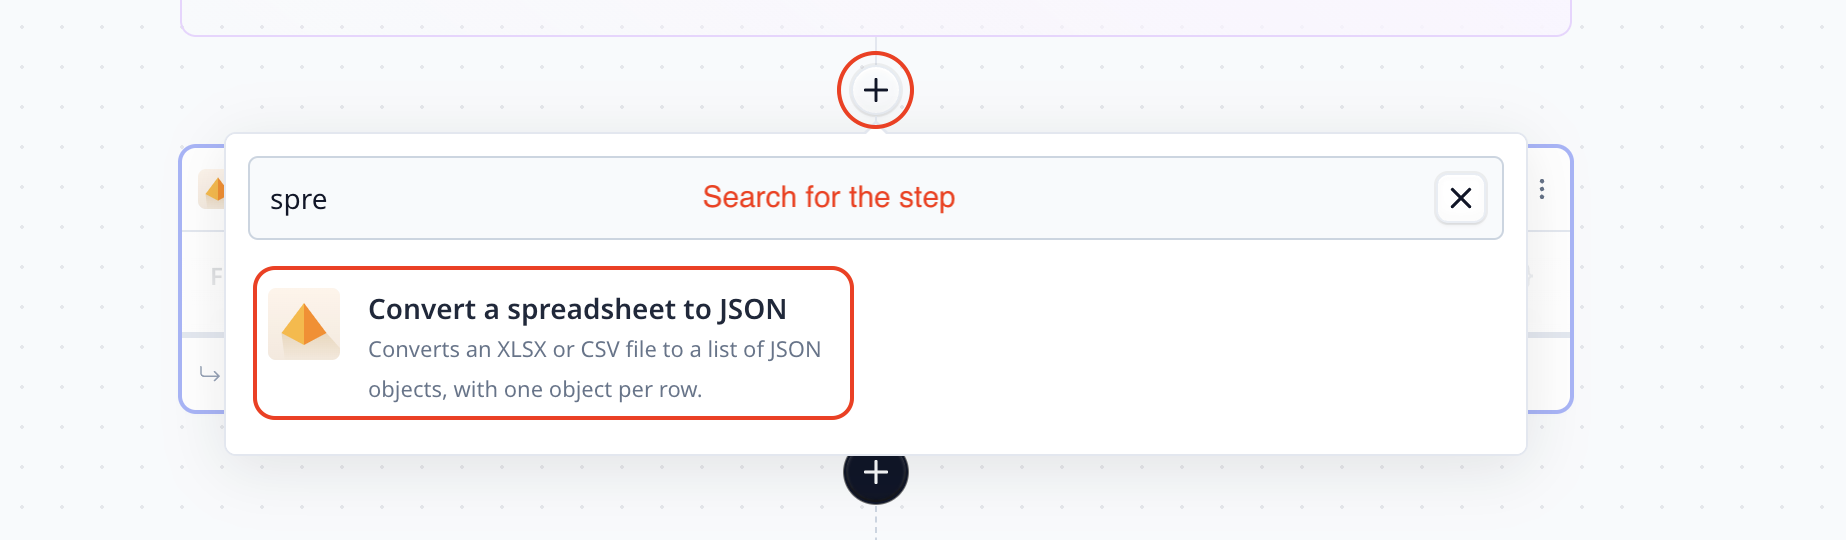 spre
Search for the step
Convert a spreadsheet to JSON
Converts an XLSX or CSV file to a list of JSON
objects, with one object per row.
F